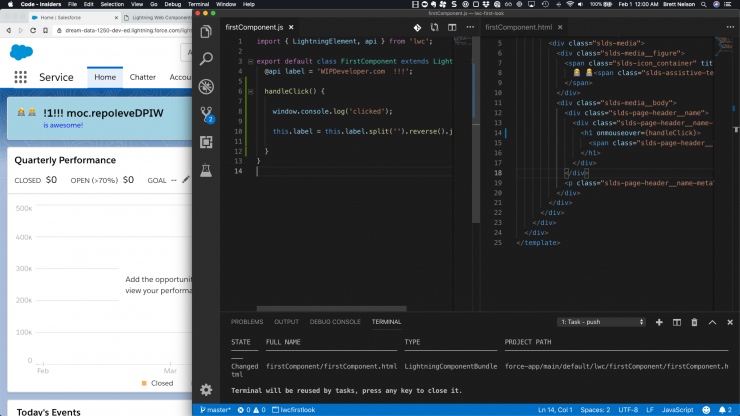 Code - Insiders File Edit Selection View Go Debug Terminal Window Help 100% Feb 1 12:00 AM Brett Nelson
firstComponent.js — lwc-first-look
Home | Salesforce
Lightning Web Components
dream-data-1250-dev-ed.lightning.force.com/lightning
Service Home Chatter Accou
!1!!! moc.repoleveDPIW
is awesome!
Quarterly Performance
CLOSED $0 OPEN (>70%) $0 GOAL --
500K
400K
300K
200K
100K
0
Add the opportuni
view your performa
Feb Mar
Closed
Today's Events
firstComponent.js
1 import { LightningElement, api } from 'lwc';
2
3 export default class FirstComponent extends Light
4 @api label = 'WIPDeveloper.com !!!';
5
6 handleClick() {
7
8 window.console.log('clicked');
9
10 this.label = this.label.split('').reverse().j
11
12 }
13 }
14
firstComponent.html
5 <div class="slds-media">
6 <div class="slds-media__figure">
7 <span class="slds-icon_container" tit
8 <span class="slds-assistive-te
9 </span>
10 </div>
11 <div class="slds-media__body">
12 <div class="slds-page-header__name">
13 <div class="slds-page-header__name-
14 <h1 onmouseover={handleClick}>
15 <span class="slds-page-header__
16 </h1>
17 </div>
18 </div>
19 <p class="slds-page-header__name-meta"
20 </div>
21 </div>
22 </div>
23 </div>
24 </div>
25 </template>
2
PROBLEMS OUTPUT DEBUG CONSOLE TERMINAL 1: Task - push
STATE FULL NAME TYPE PROJECT PATH
Changed firstComponent/firstComponent.html LightningComponentBundle force-app/main/default/lwc/firstComponent/firstComponent.h
tml
Terminal will be reused by tasks, press any key to close it.
master* 0 0 lwcfirstlook Ln 14, Col 1 Spaces: 2 UTF-8 LF JavaScript 2